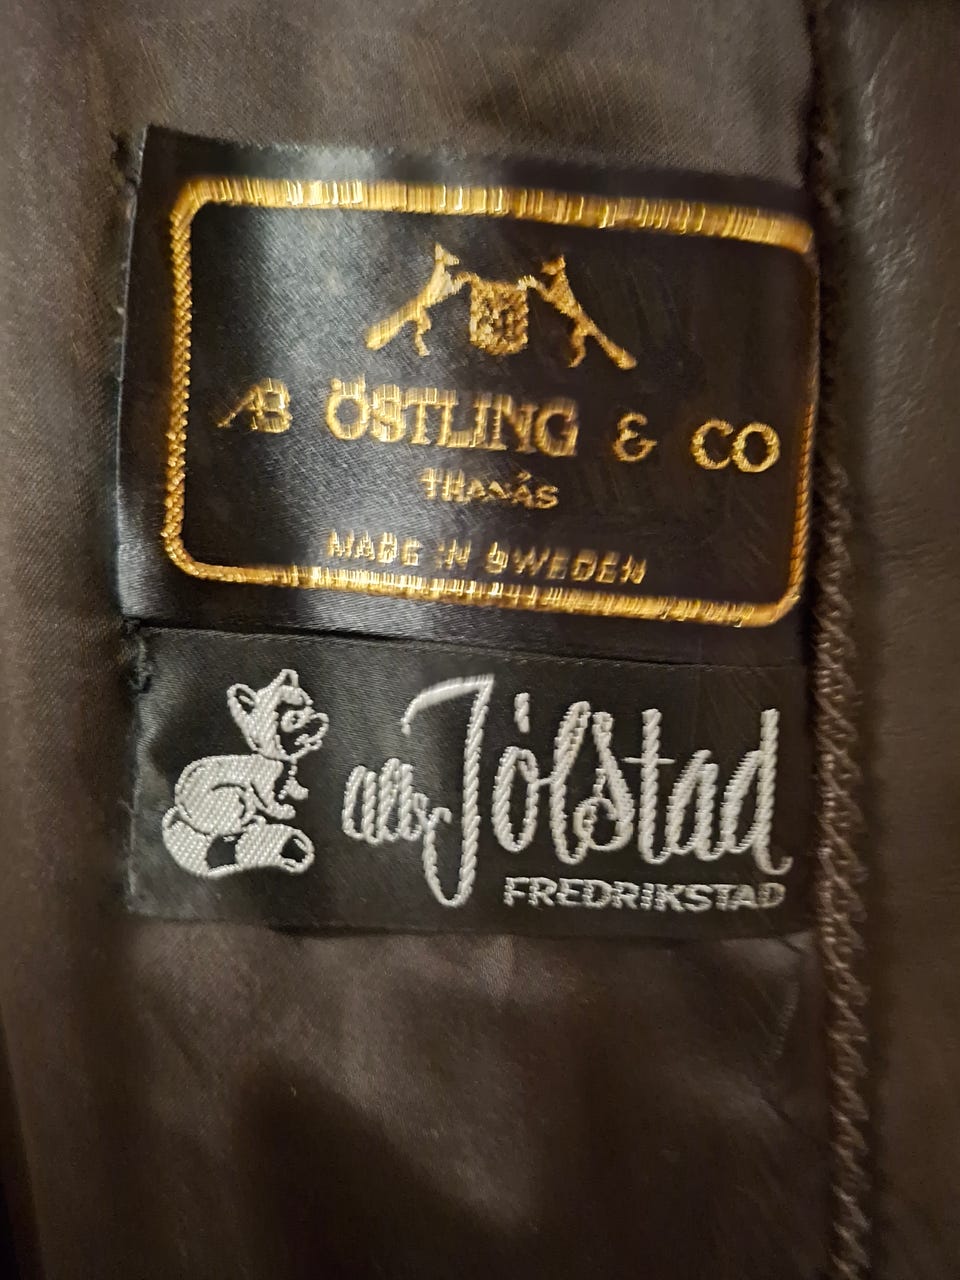 AB ÖSTLING & CO
TRANÅS
MADE IN SWEDEN
Jølstad
FREDRIKSTAD